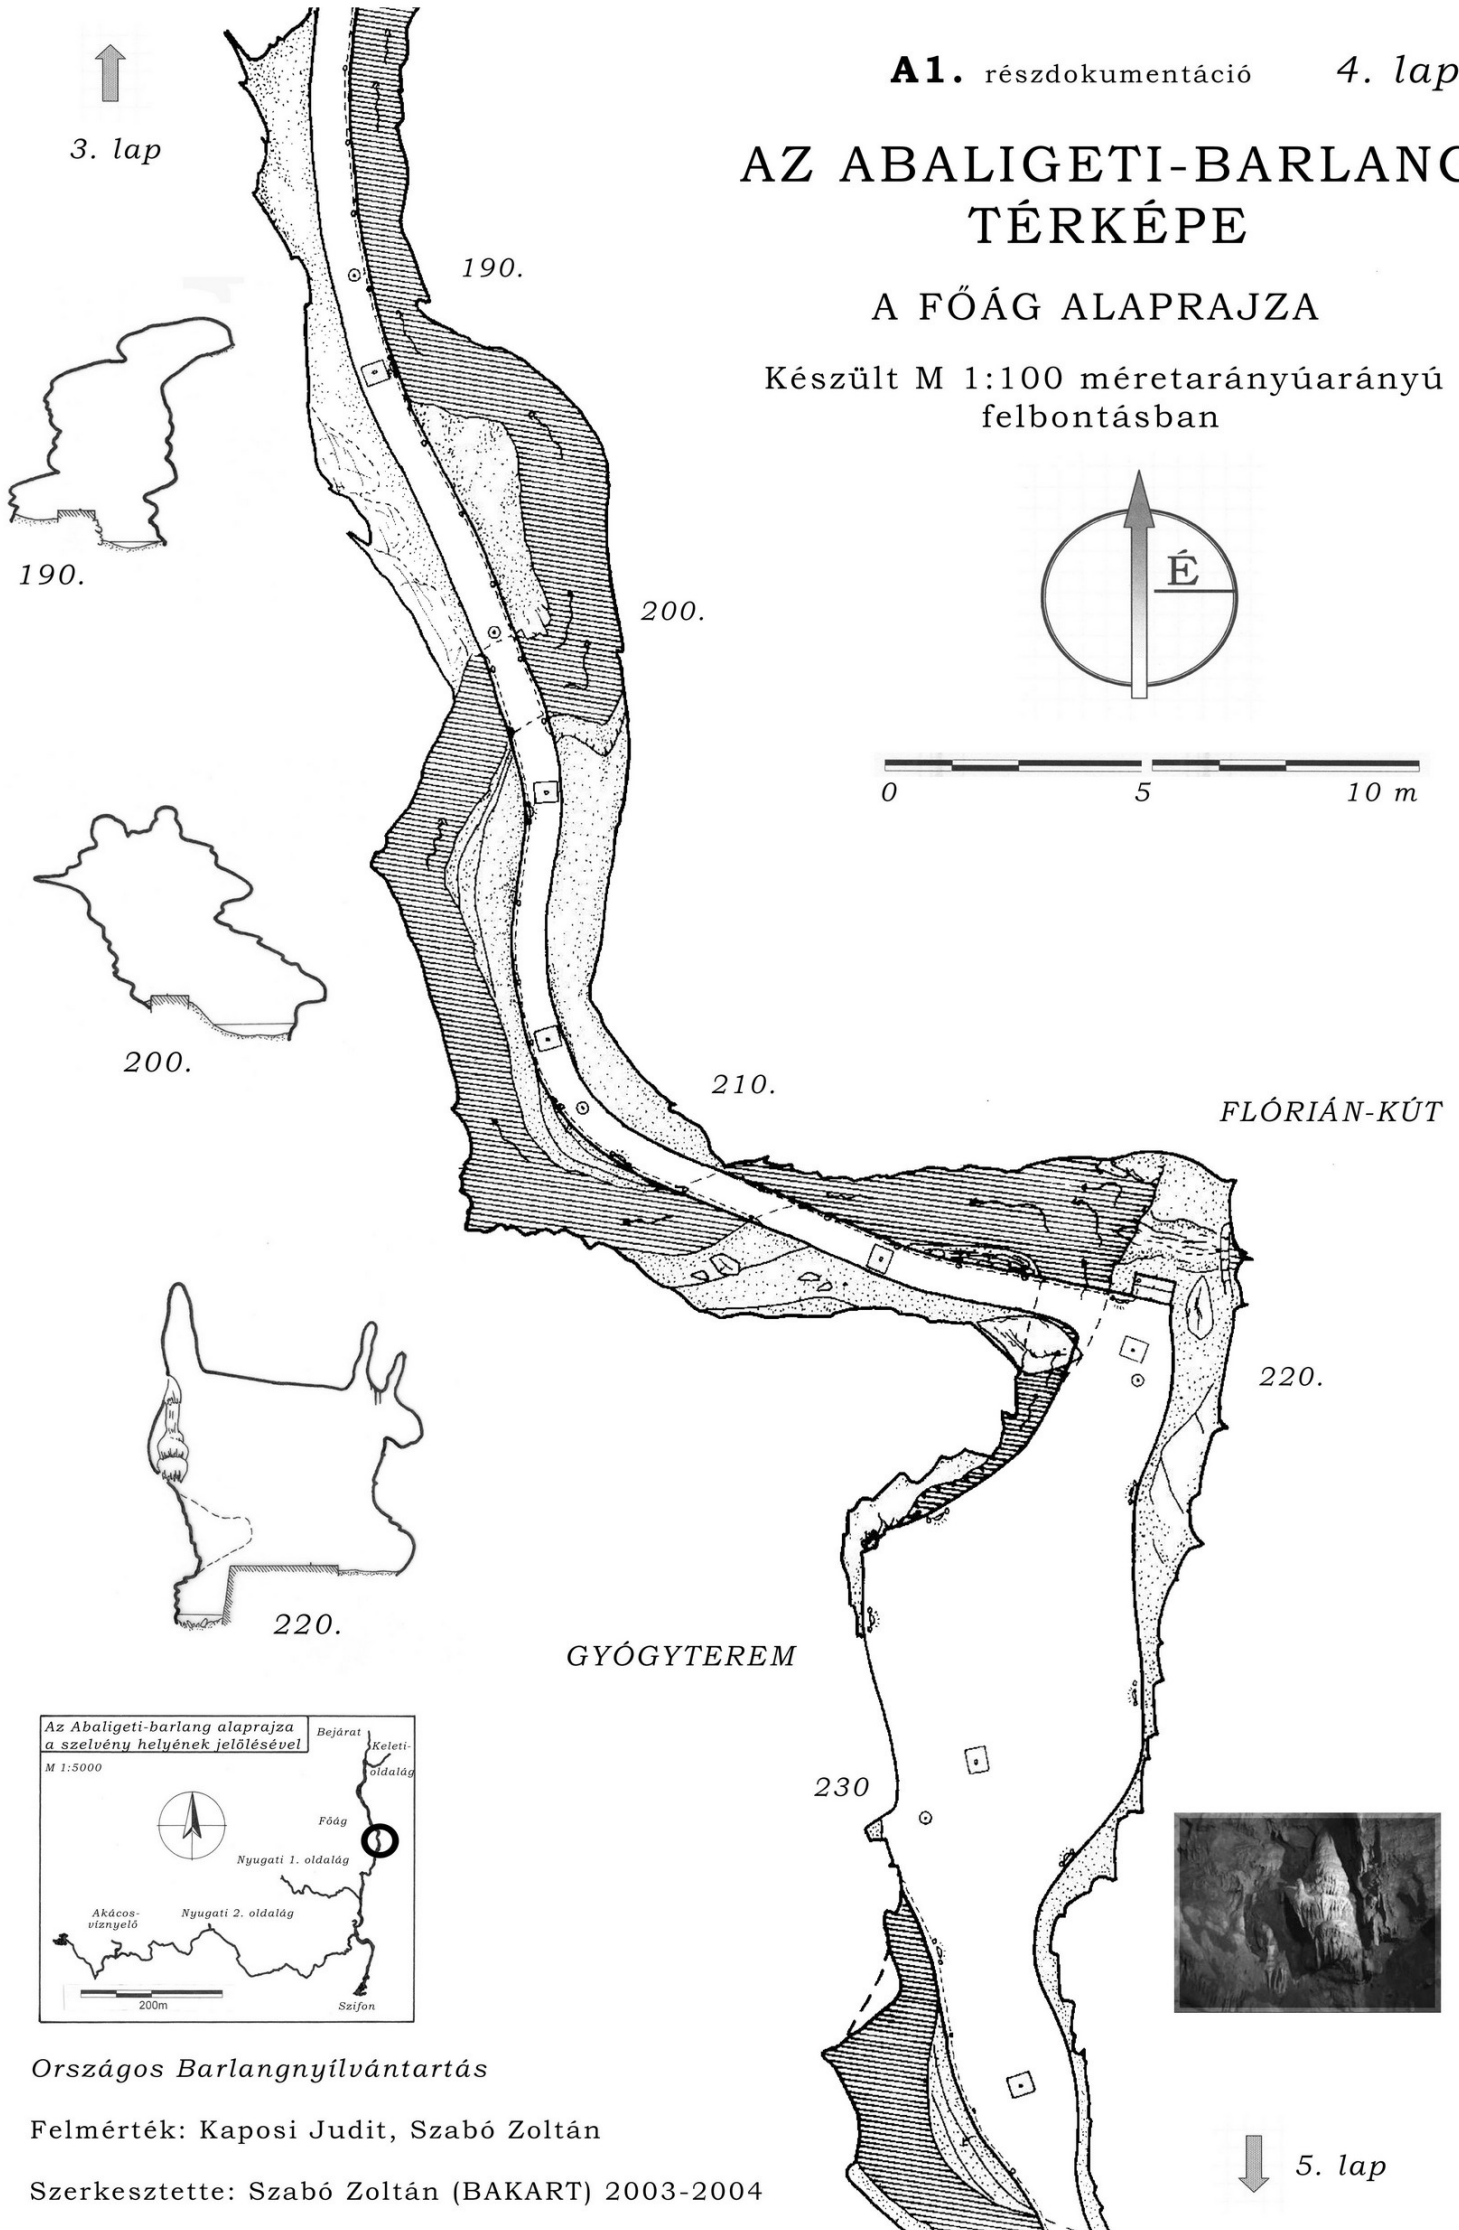 A1. részdokumentáció 4. lap
3. lap
AZ ABALIGETI-BARLANG
TÉRKÉPE
A FŐÁG ALAPRAJZA
Készült M 1:100 méretarányúarányú
felbontásban
É
0 5 10 m
190.
190.
200.
200.
210.
FLÓRIÁN-KÚT
220.
220.
GYÓGYTEREM
230
Az Abaligeti-barlang alaprajza
a szelvény helyének jelölésével
M 1:5000
Bejárat
Keleti-
oldalág
Főág
Nyugati 1. oldalág
Akácos-
víznyelő
Nyugati 2. oldalág
200m
Szifon
Országos Barlangnyílvántartás
Felmérték: Kaposi Judit, Szabó Zoltán
Szerkesztette: Szabó Zoltán (BAKART) 2003-2004
5. lap